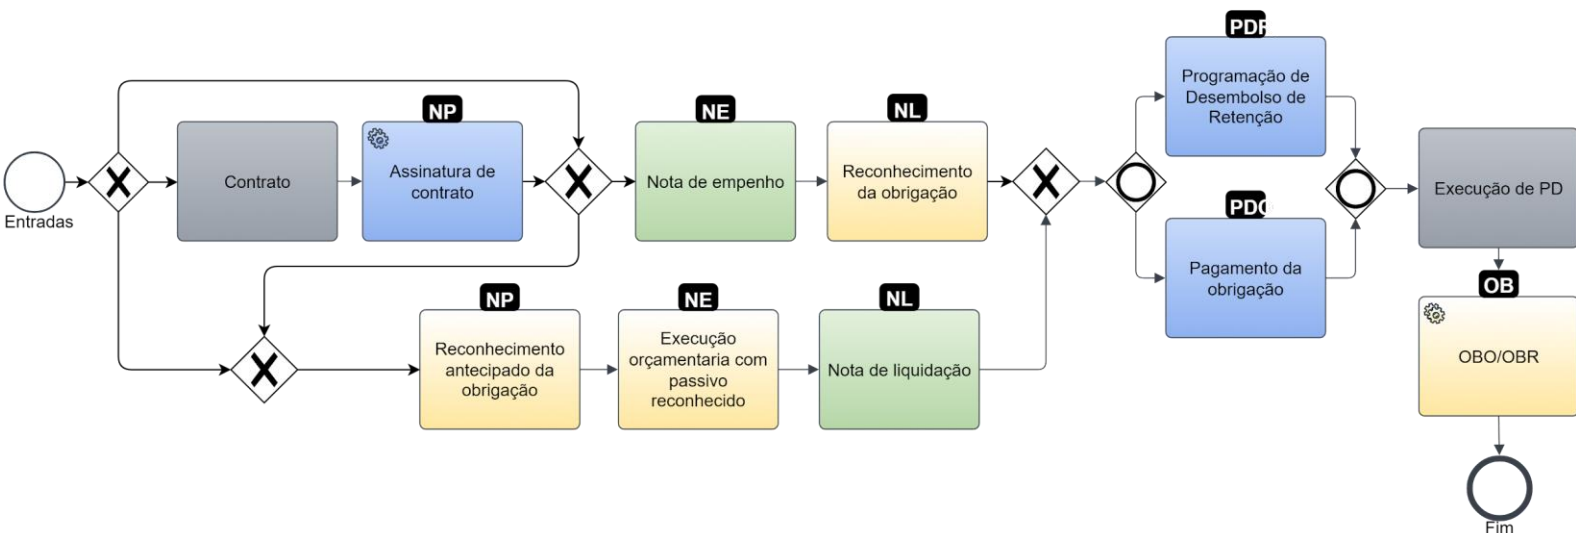 PDF
Programação de
Desembolso de
Retenção
NP
NE
NL
Contrato
Assinatura de
contrato
Nota de empenho
Reconhecimento
da obrigação
Entradas
Execução de PD
Pagamento da
obrigação
NP
NE
NL
OB
Reconhecimento
antecipado da
obrigação
Execução
orçamentaria com
passivo
reconhecido
Nota de liquidação
OBO/OBR
Fim